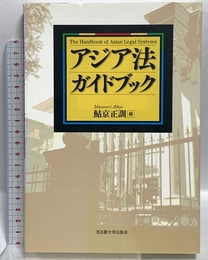 The Handbook of Asian Legal Systems
アジア法
ガイドブック
Masanori Aikyo
鮎京正訓 編
名古屋大学出版会